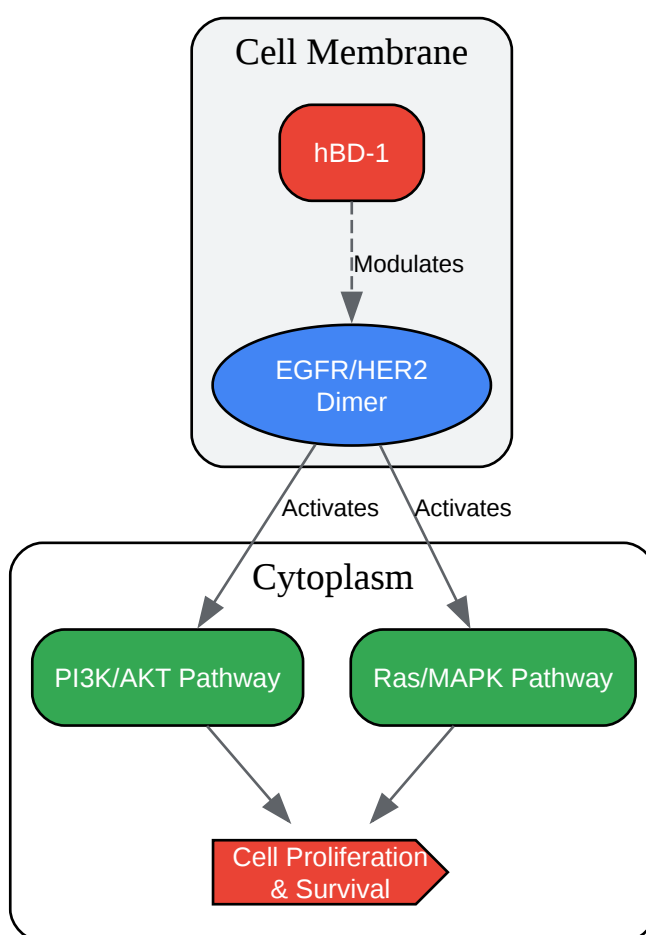 Cell Membrane
hBD-1
Modulates
EGFR/HER2
Dimer
Activates
Activates
Cytoplasm
PI3K/AKT Pathway
Ras/MAPK Pathway
Cell Proliferation
& Survival